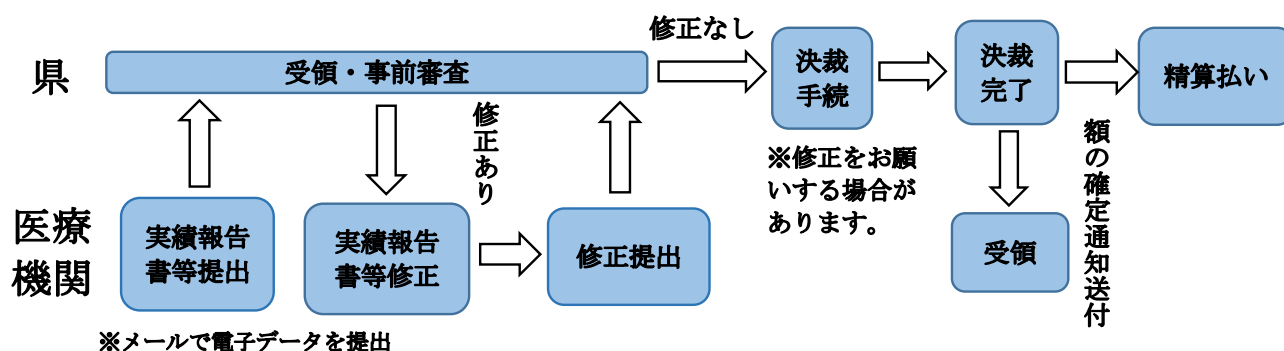 県
受領・事前審査
修正なし
決裁
手続
決裁
完了
精算払い
修正あり
※修正をお願
いする場合が
あります。
額の確定通知送付
医療
機関
実績報告
書等提出
実績報告
書等修正
修正提出
受領
※メールで電子データを提出